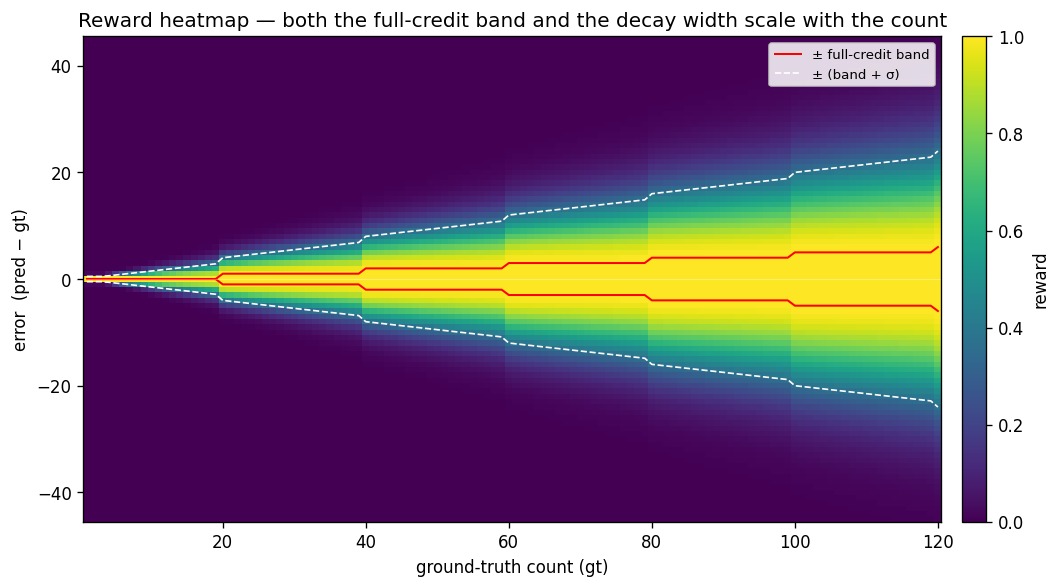 Reward heatmap — both the full-credit band and the decay width scale with the count
± full-credit band
± (band + σ)
error (pred − gt)
40
20
0
−20
−40
20
40
60
80
100
120
ground-truth count (gt)
1.0
0.8
0.6
0.4
0.2
0.0
reward